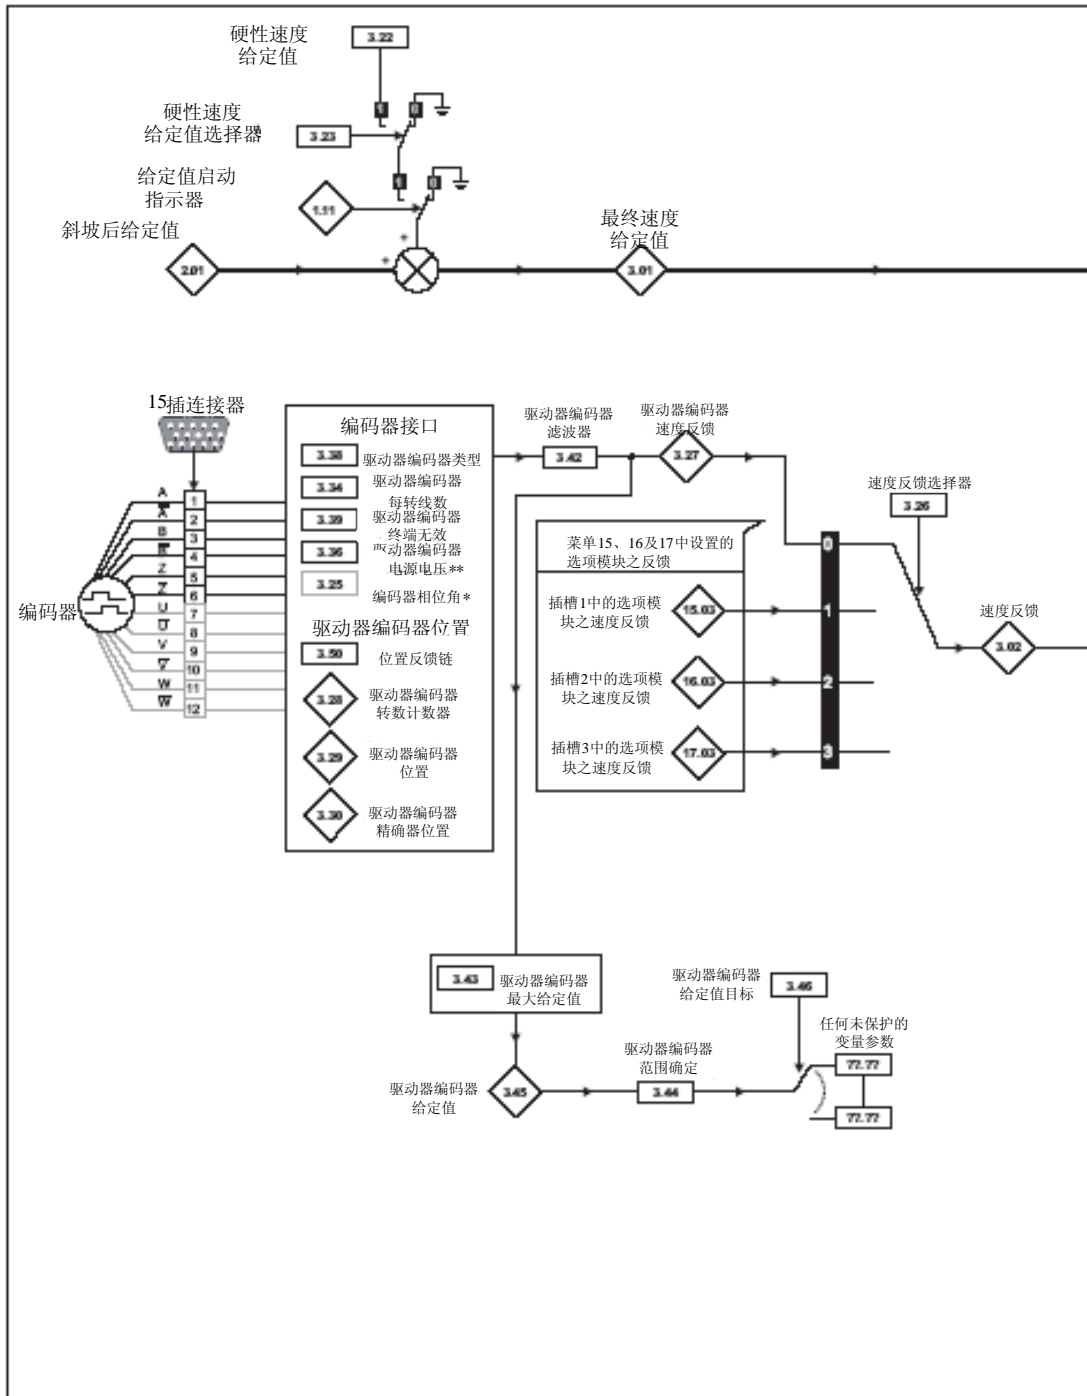 硬性速度
给定值
3.22
硬性速度
给定值选择器
3.23
1
0
给定值启动
指示器
1.11
1
0
斜坡后给定值
2.01
+
+
最终速度
给定值
3.01
15插连接器
编码器
A
A
B
B
Z
Z
U
U
V
V
W
W
1
2
3
4
5
6
7
8
9
10
11
12
编码器接口
3.38 驱动器编码器类型
3.34 驱动器编码器
每转线数
3.39 驱动器编码器
终端无效
3.36 驱动器编码器
电源电压**
3.25 编码器相位角*
驱动器编码器位置
3.50 位置反馈链
3.28 驱动器编码器
转数计数器
3.29 驱动器编码器
位置
3.30 驱动器编码器
精确器位置
驱动器编码器
滤波器
3.42
驱动器编码器
速度反馈
3.27
菜单15、16及17中设置的
选项模块之反馈
插槽1中的选项模
块之速度反馈
15.03
插槽2中的选项模
块之速度反馈
16.03
插槽3中的选项模
块之速度反馈
17.03
0
1
2
3
速度反馈选择器
3.26
速度反馈
3.02
3.43 驱动器编码器
最大给定值
驱动器编码器
给定值
3.45
驱动器编码器
范围确定
3.44
驱动器编码器
给定值目标
3.46
任何未保护的
变量参数
??.??
??.??